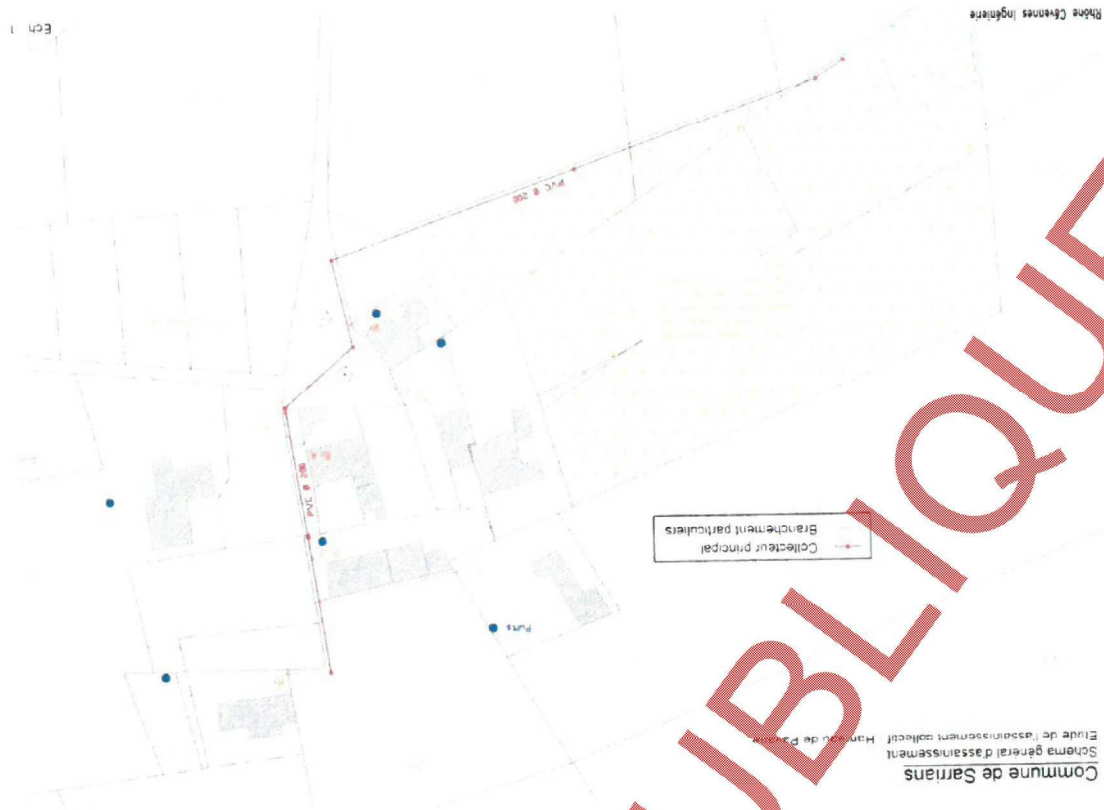 Commune de Sarrians
Schema général d'assainissement
Etude de l'assainissement collectif Hameau de
Collecteur principal
Branchement particuliers
Puits
PVC Ø 200
PVC Ø 200
Ech 1
Rhône Cévennes Ingénierie
UBLIQUE